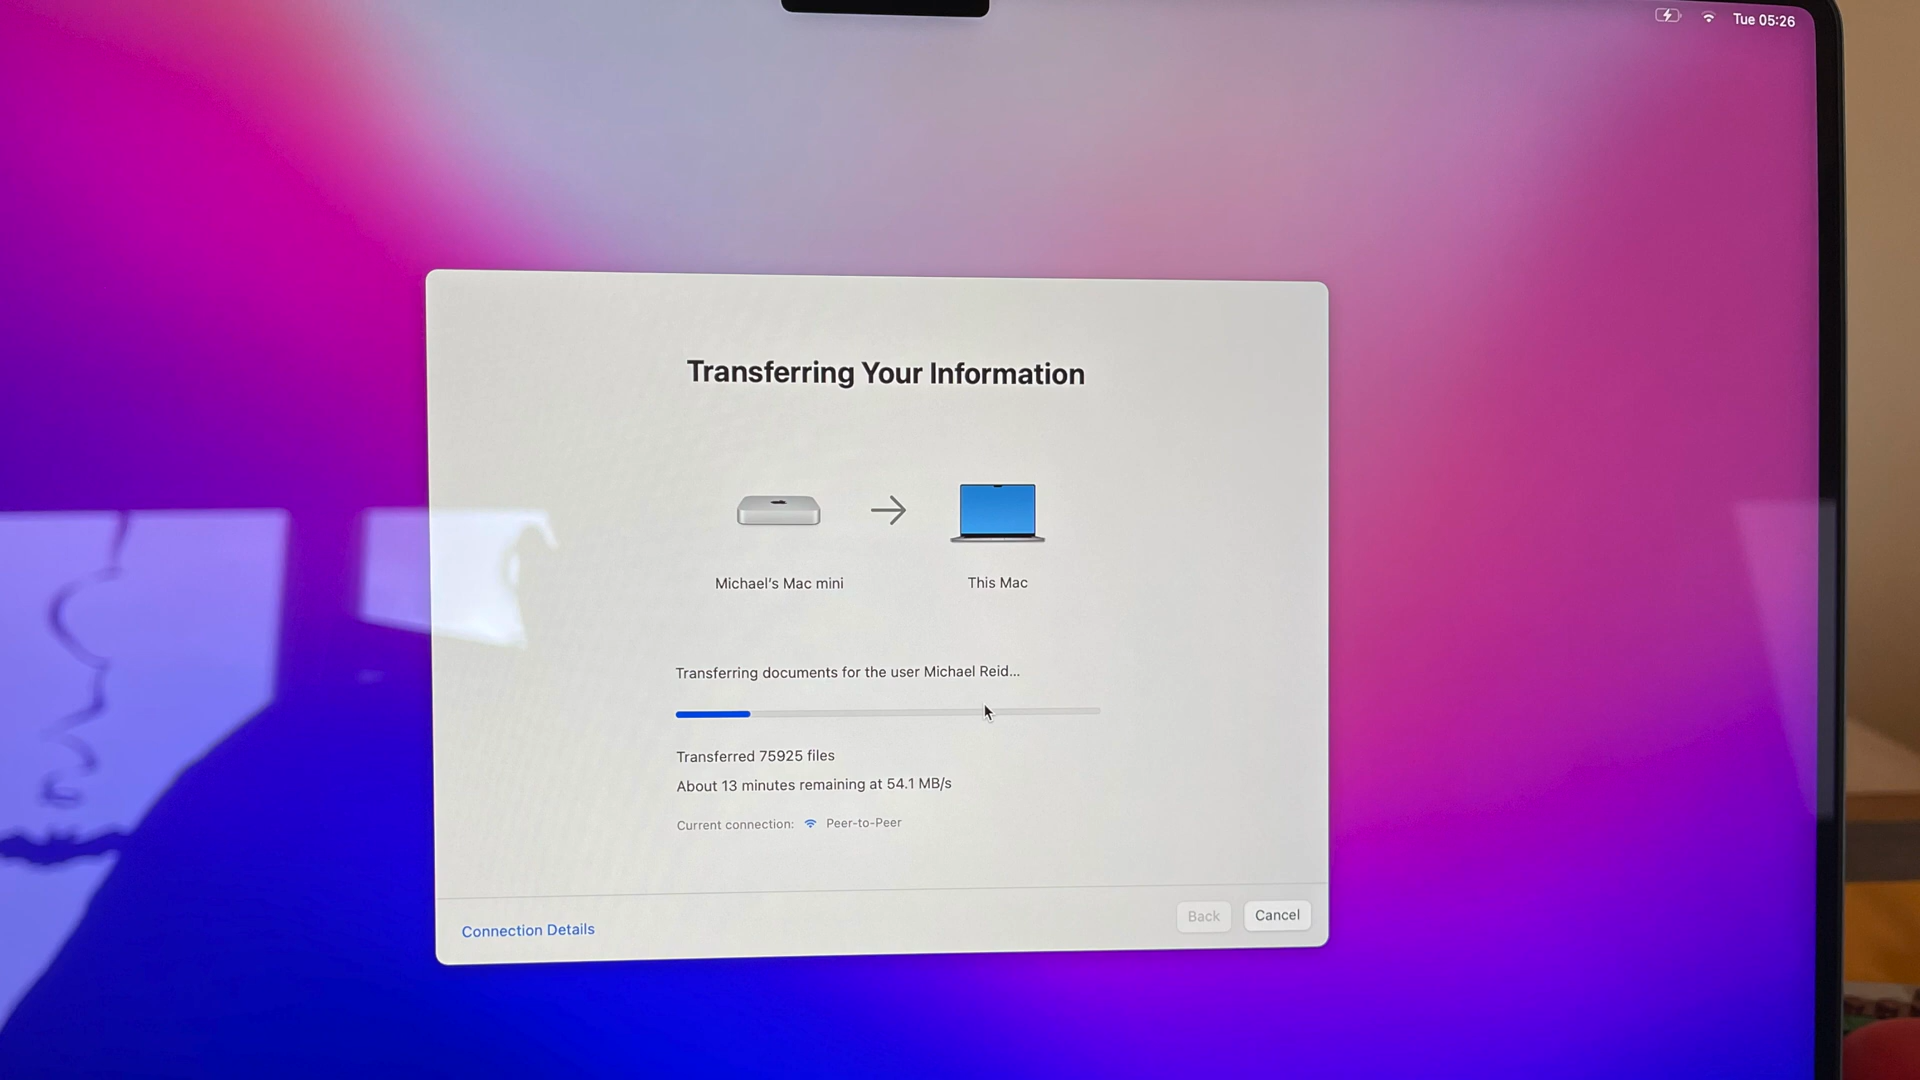 Tue 05:26
Transferring Your Information
Michael's Mac mini
This Mac
Transferring documents for the user Michael Reid...
Transferred 75925 files
About 13 minutes remaining at 54.1 MB/s
Current connection: Peer-to-Peer
Connection Details
Back
Cancel